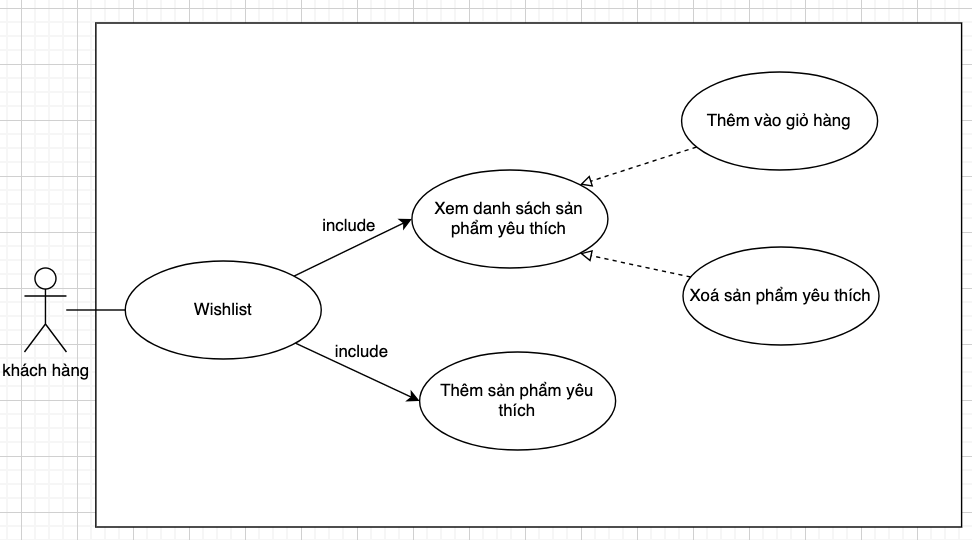 Thêm vào giỏ hàng
Xem danh sách sản
phẩm yêu thích
include
Xoá sản phẩm yêu thích
Wishlist
include
khách hàng
Thêm sản phẩm yêu
thích